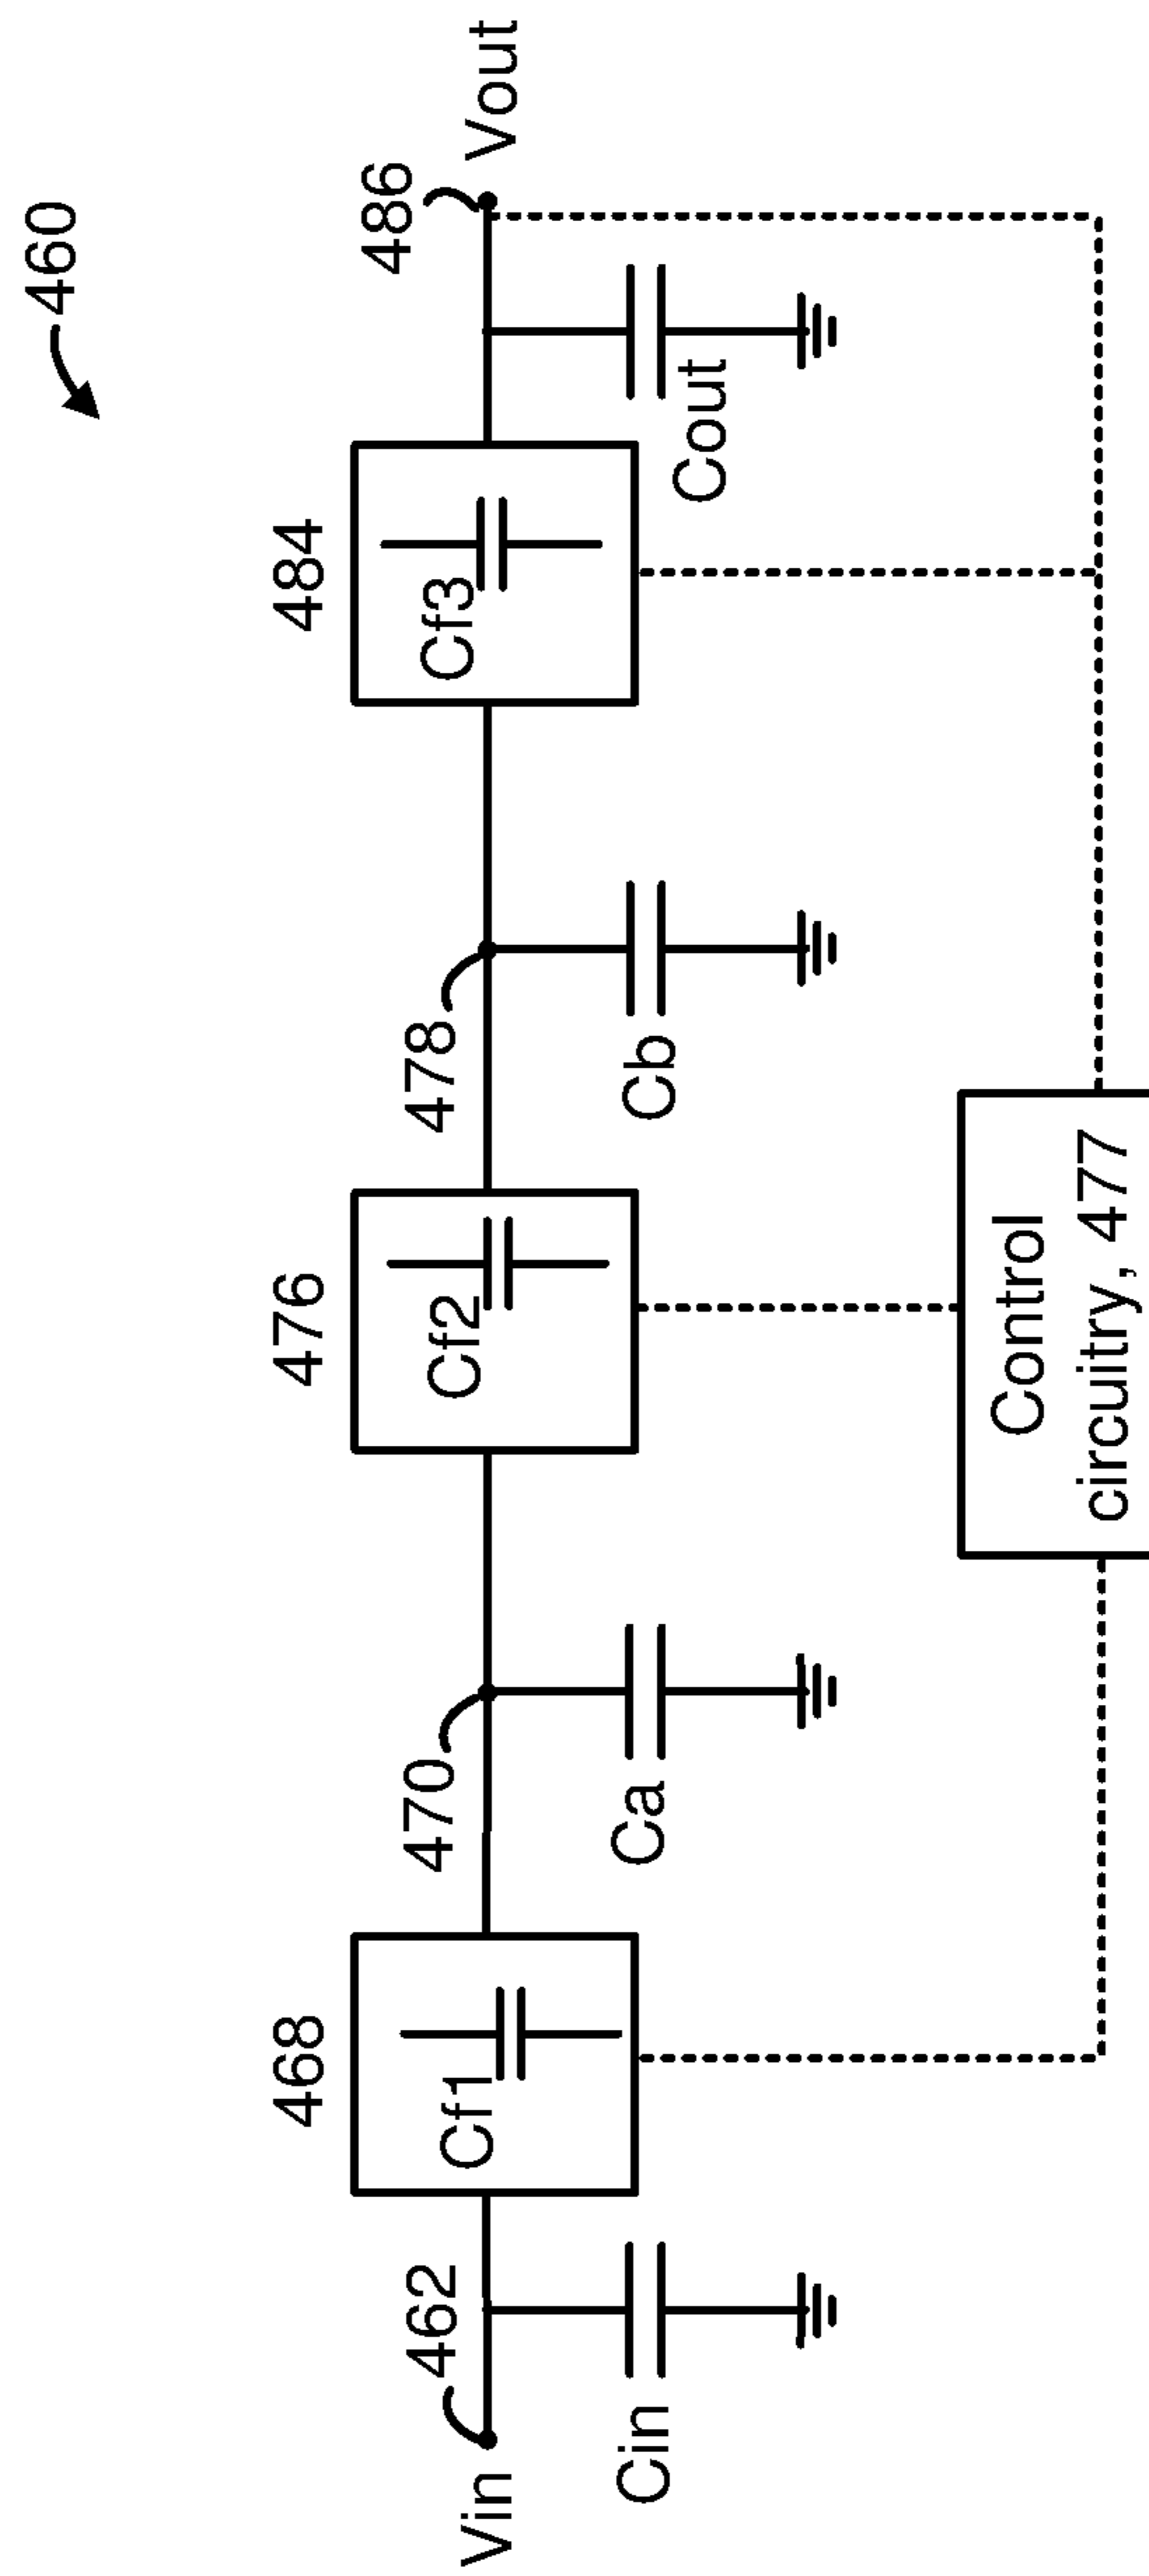 460
468
476
484
486
Vin
462
Cf1
470
Cf2
478
Cf3
Vout
Cin
Ca
Cb
Cout
Control
circuitry, 477